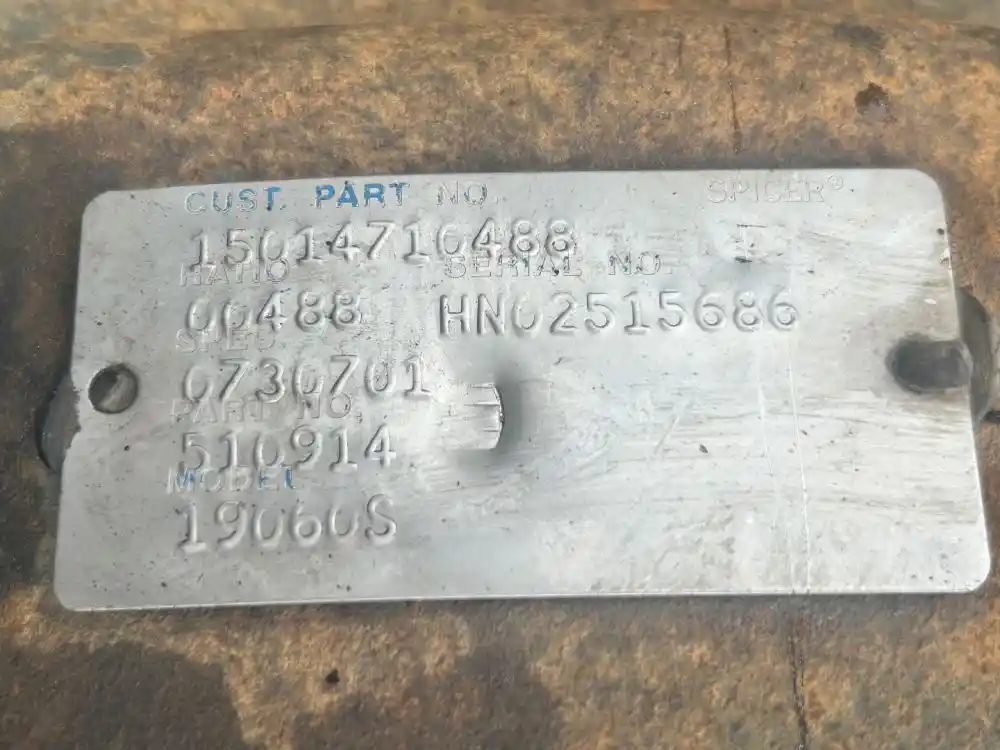 CUST. PART NO. SPICER®
15014710488
RATIO SERIAL NO.
00488 HN02515686
SPEC
0730701
PART NO.
510914
MODEL
19060S